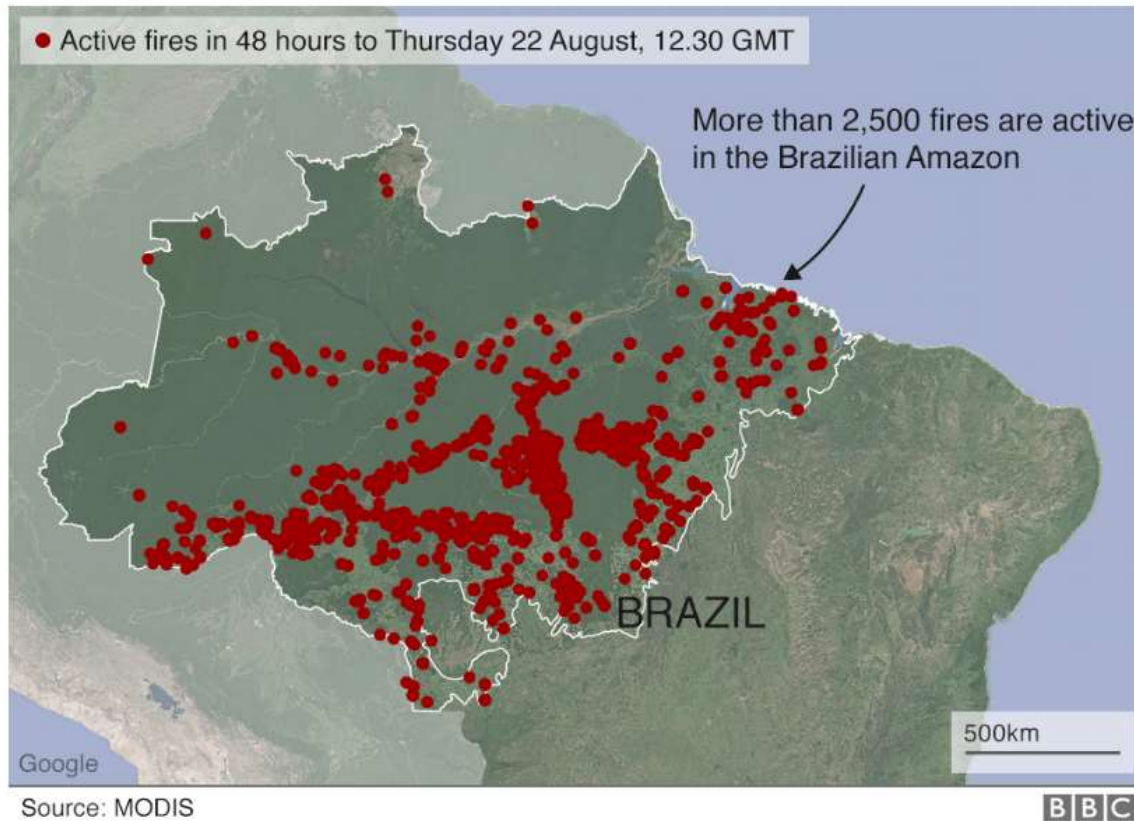 Active fires in 48 hours to Thursday 22 August, 12.30 GMT
More than 2,500 fires are active
in the Brazilian Amazon
BRAZIL
500km
Google
Source: MODIS
BBC